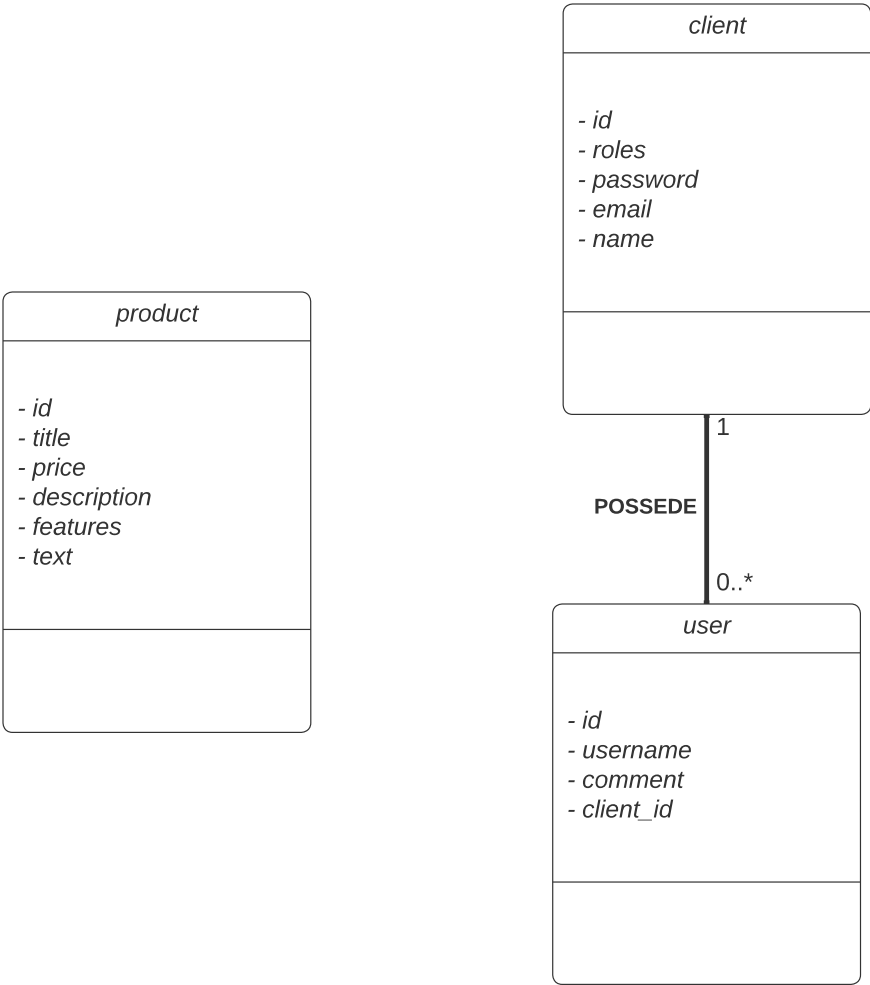 client
- id
- roles
- password
- email
- name
product
- id
- title
- price
- description
- features
- text
1
POSSEDE
0..*
user
- id
- username
- comment
- client_id